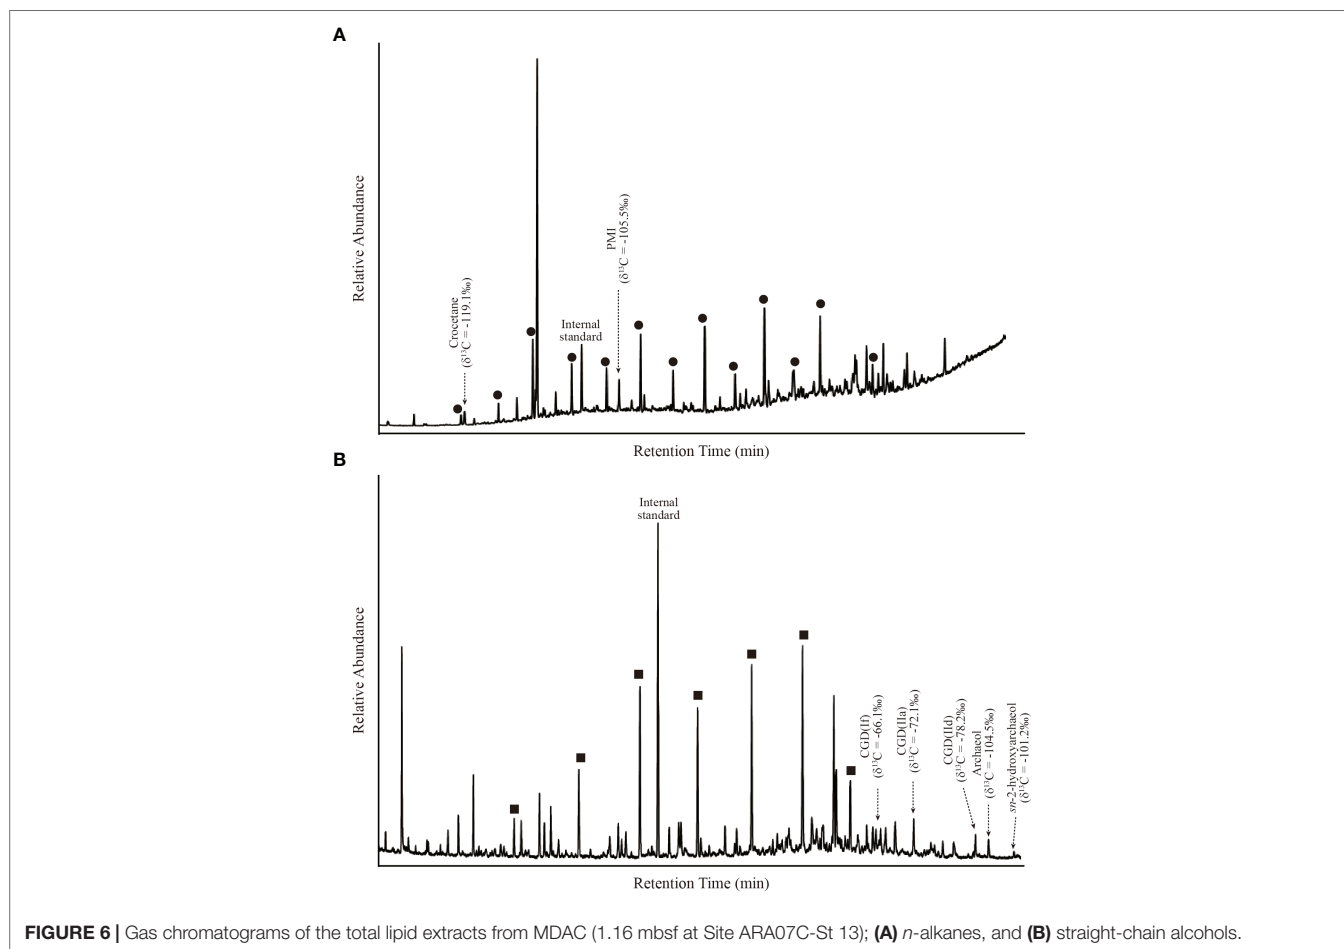 A
Relative Abundance
Crocetane
(δ¹³C = -119.1‰)
Internal
standard
PMI
(δ¹³C = -105.5‰)
Retention Time (min)
B
Relative Abundance
Internal
standard
CGD(If)
(δ¹³C = -66.1‰)
CGD(IIa)
(δ¹³C = -72.1‰)
CGD(IId)
(δ¹³C = -78.2‰)
Archaeol
(δ¹³C = -104.5‰)
sn-2-hydroxyarchaeol
(δ¹³C = -101.2‰)
Retention Time (min)
FIGURE 6 | Gas chromatograms of the total lipid extracts from MDAC (1.16 mbsf at Site ARA07C-St 13); (A) n-alkanes, and (B) straight-chain alcohols.